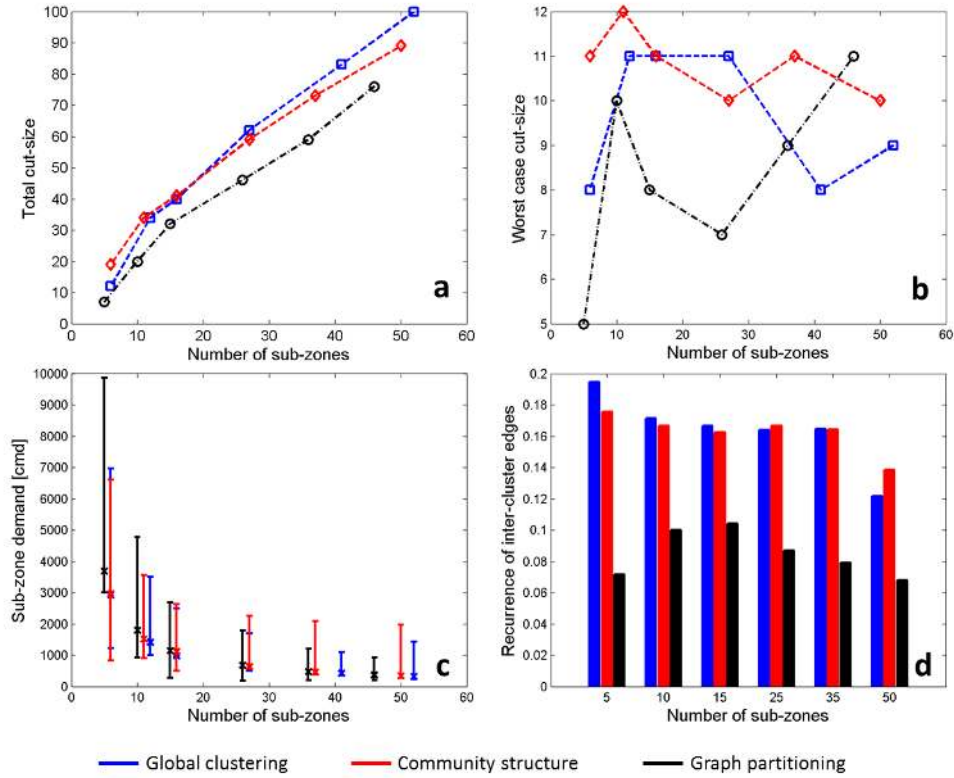 100
90
80
70
60
50
40
30
20
10
0
Total cut-size
a
0 10 20 30 40 50 60
Number of sub-zones
12
11
10
9
8
7
6
5
Worst case cut-size
b
0 10 20 30 40 50 60
Number of sub-zones
10000
9000
8000
7000
6000
5000
4000
3000
2000
1000
0
Sub-zone demand [cmd]
c
0 10 20 30 40 50 60
Number of sub-zones
0.2
0.18
0.16
0.14
0.12
0.1
0.08
0.06
0.04
0.02
0
Recurrence of inter-cluster edges
d
5 10 15 25 35 50
Number of sub-zones
Global clustering Community structure Graph partitioning